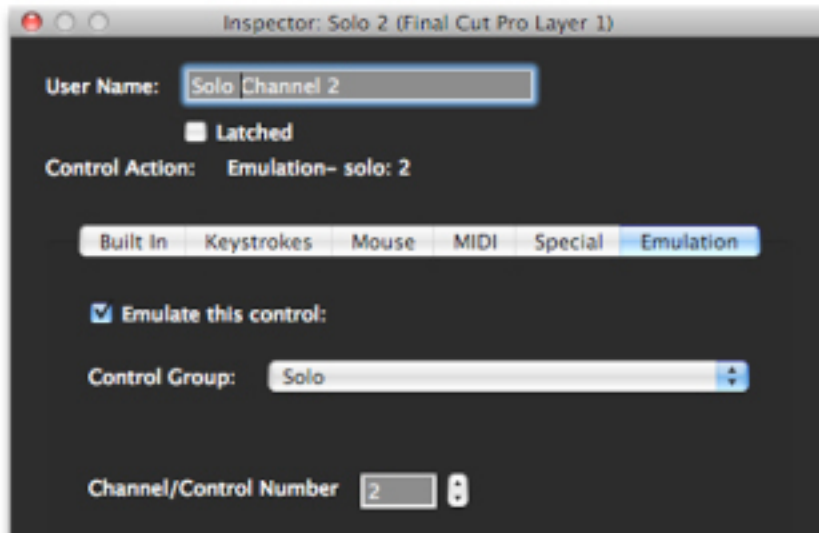 Inspector: Solo 2 (Final Cut Pro Layer 1)
User Name: Solo Channel 2
Latched
Control Action: Emulation– solo: 2
Built In Keystrokes Mouse MIDI Special Emulation
Emulate this control:
Control Group: Solo
Channel/Control Number 2